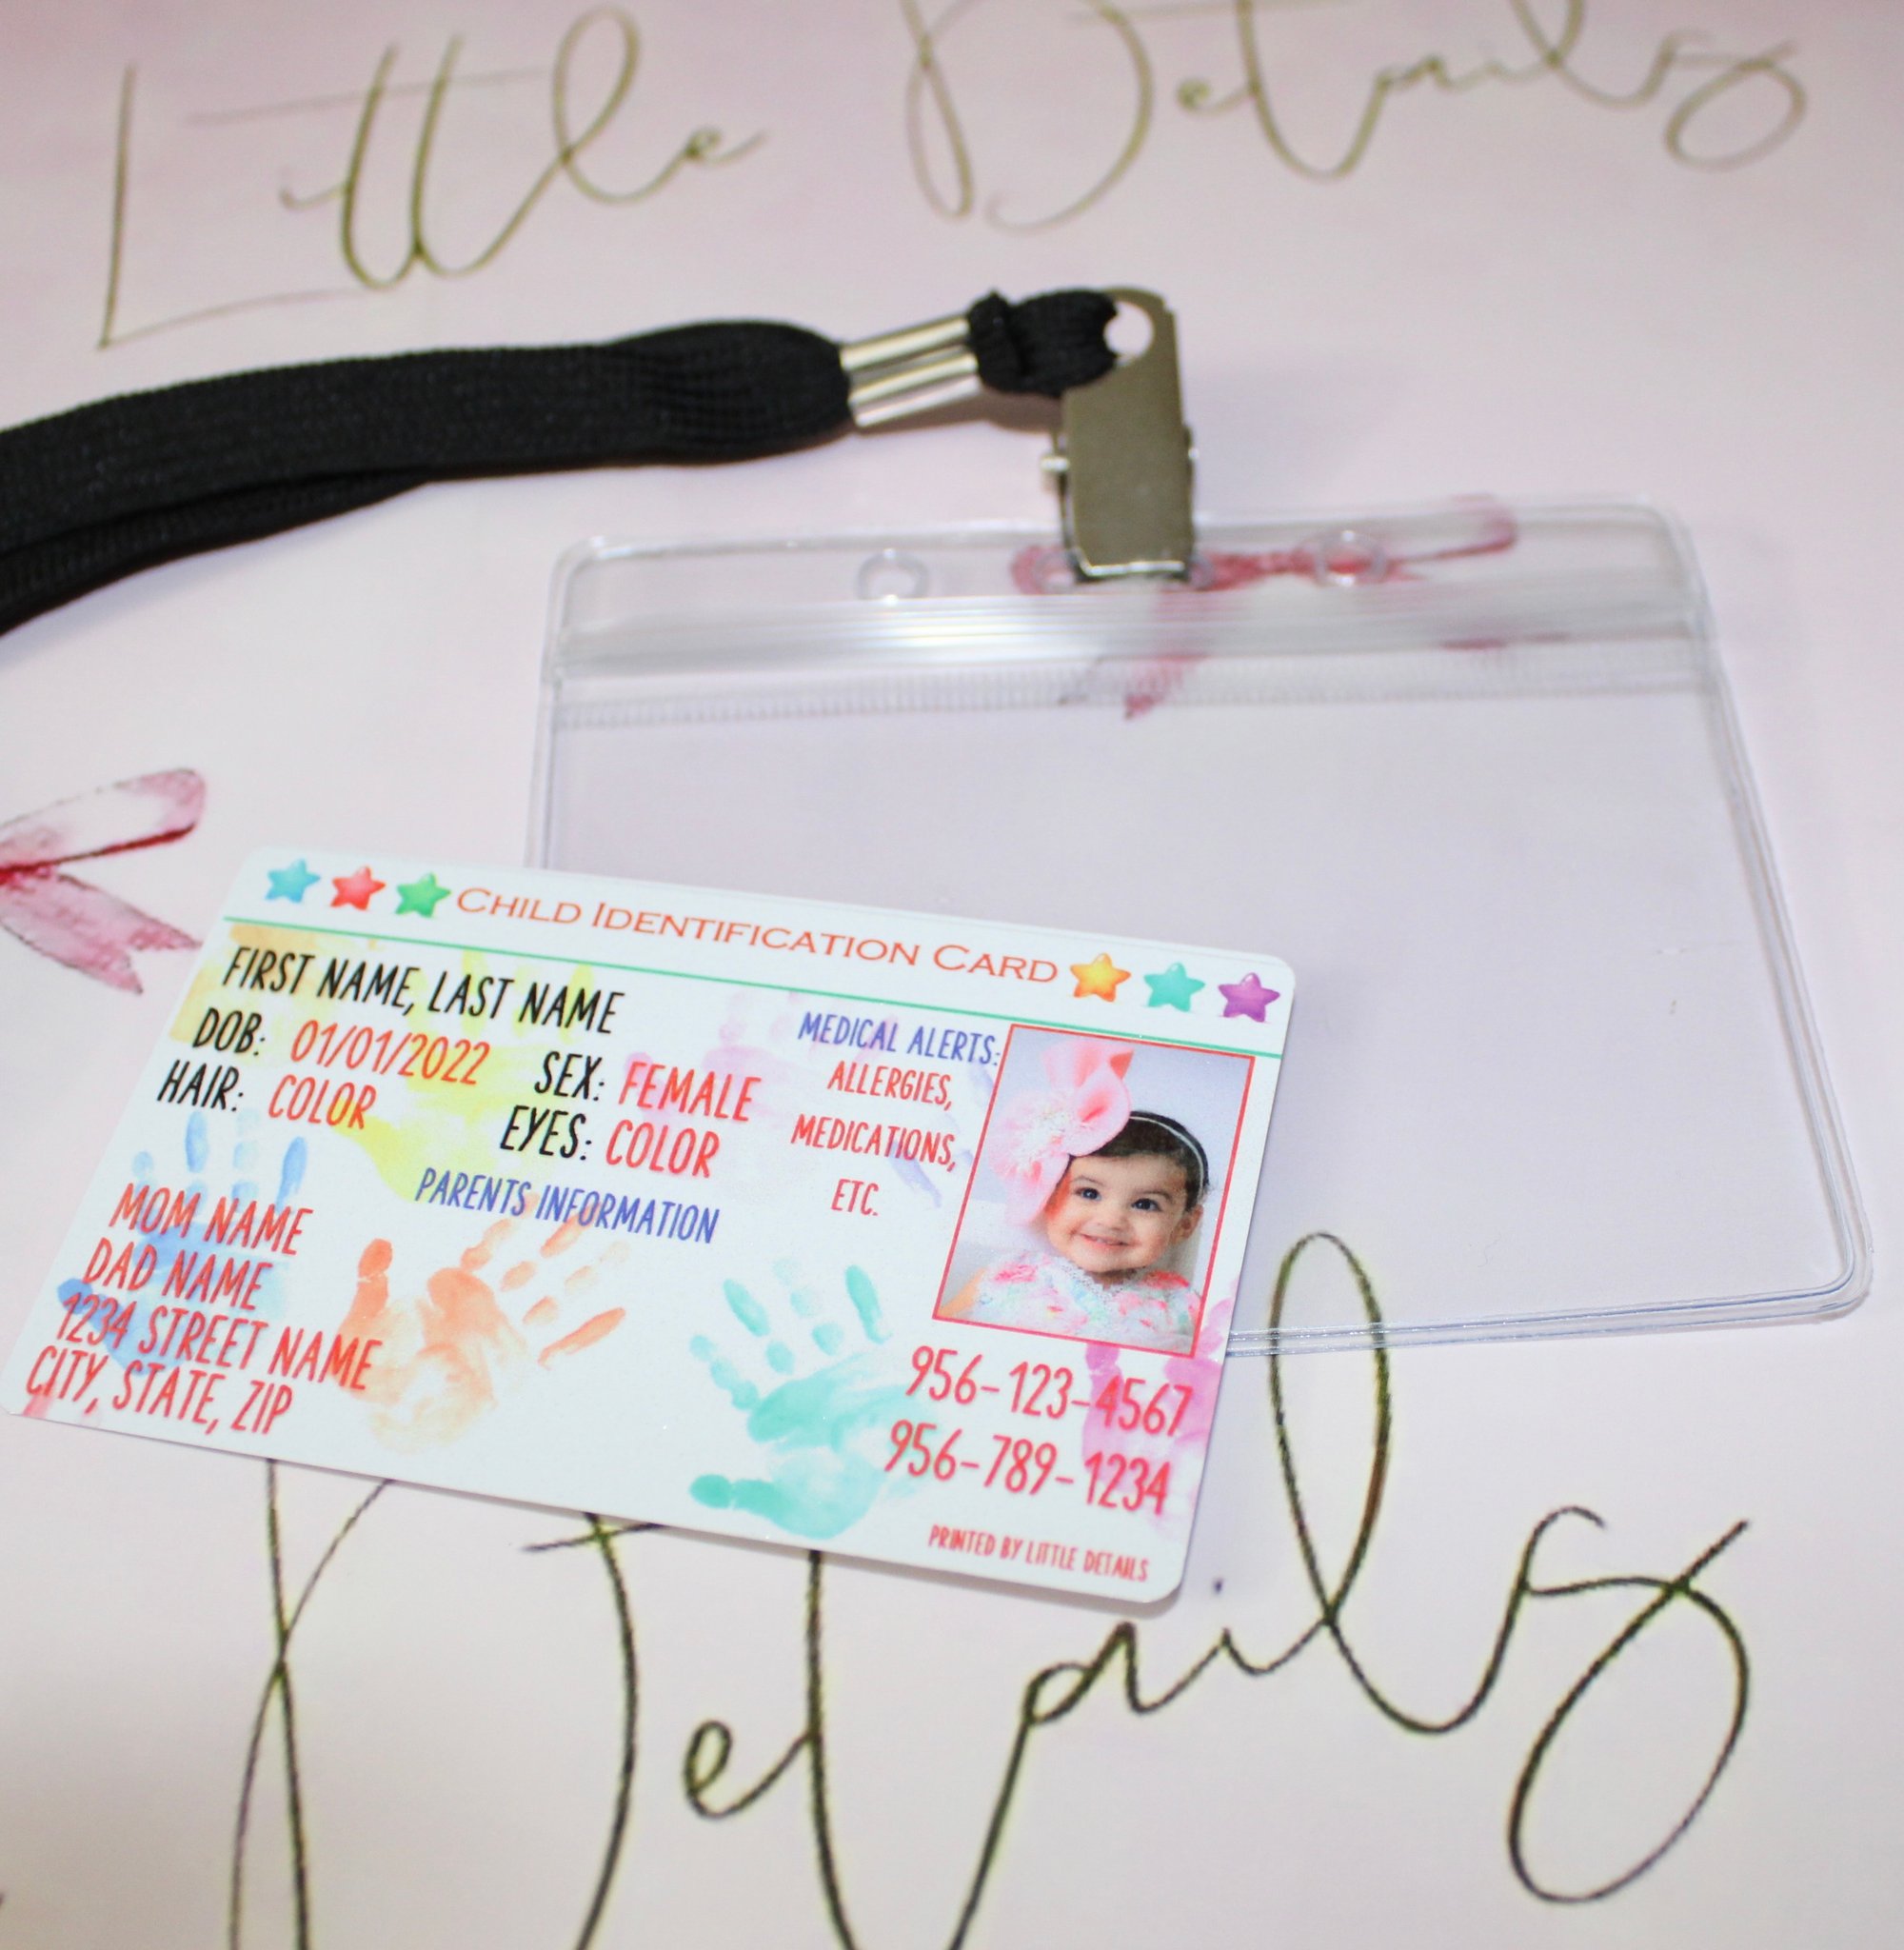 Little Details
CHILD IDENTIFICATION CARD
FIRST NAME, LAST NAME
DOB: 01/01/2022 SEX: FEMALE
HAIR: COLOR EYES: COLOR
MEDICAL ALERTS:
ALLERGIES,
MEDICATIONS,
ETC.
PARENTS INFORMATION
MOM NAME
DAD NAME
1234 STREET NAME
CITY, STATE, ZIP
956-123-4567
956-789-1234
PRINTED BY LITTLE DETAILS
Details